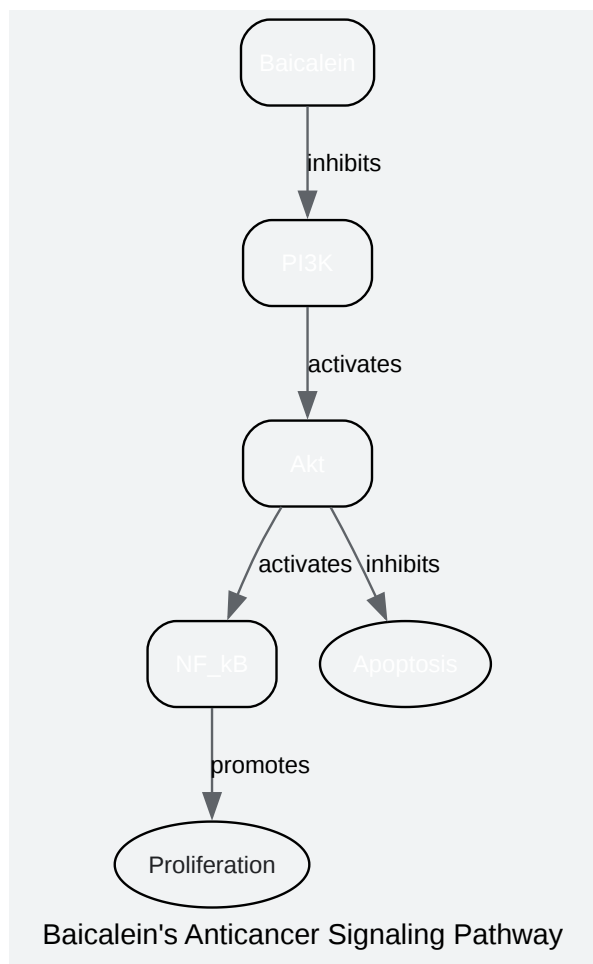 Baicalein
inhibits
PI3K
activates
Akt
activates
inhibits
NF_kB
Apoptosis
promotes
Proliferation
Baicalein's Anticancer Signaling Pathway